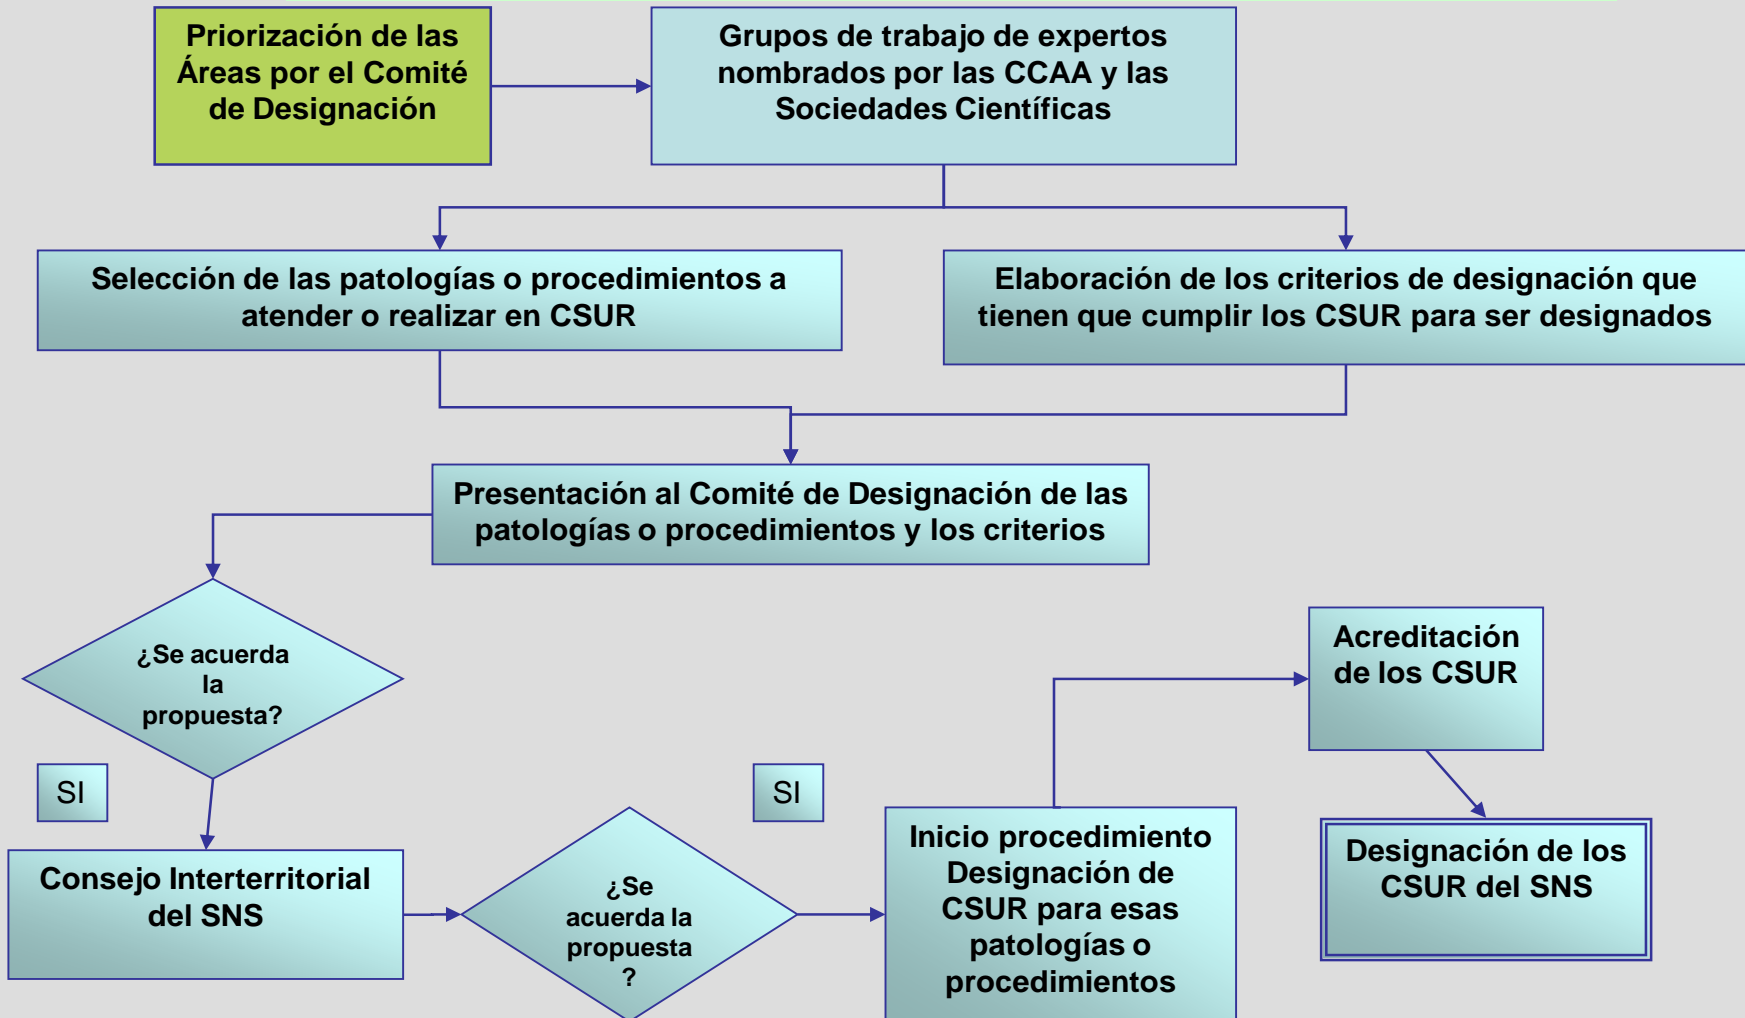 Priorización de las
Áreas por el Comité
de Designación
Grupos de trabajo de expertos
nombrados por las CCAA y las
Sociedades Científicas
Selección de las patologías o procedimientos a
atender o realizar en CSUR
Elaboración de los criterios de designación que
tienen que cumplir los CSUR para ser designados
Presentación al Comité de Designación de las
patologías o procedimientos y los criterios
¿Se acuerda
la
propuesta?
SI
Consejo Interterritorial
del SNS
¿Se
acuerda la
propuesta
?
SI
Inicio procedimiento
Designación de
CSUR para esas
patologías o
procedimientos
Acreditación
de los CSUR
Designación de los
CSUR del SNS